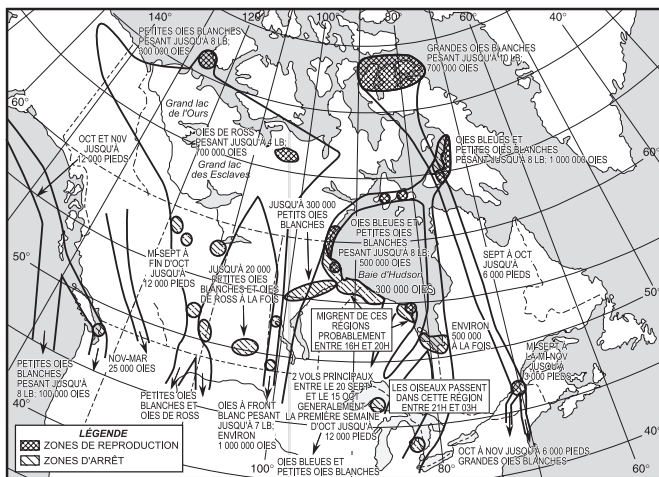 140°
120°
100°
90°
80°
60°
40°
PETITES OIES BLANCHES
PESANT JUSQU'À 8 LB;
800 000 OIES
GRANDES OIES BLANCHES
PESANT JUSQU'À 10 LB;
700 000 OIES
Grand lac
de l'Ours
60°
OCT ET NOV
JUSQU'À
12 000 PIEDS
OIES DE ROSS
PESANT JUSQU'À 4 LB;
700 000 OIES
Grand lac
des Esclaves
OIES BLEUES ET
PETITES OIES BLANCHES
PESANT JUSQU'À 8 LB; 1 000 000 OIES
JUSQU'À 300 000
PETITS OIES
BLANCHES
OIES BLEUES ET
PETITES OIES
BLANCHES
PESANT JUSQU'À 8 LB;
500 000 OIES
Baie d'Hudson
300 000 OIES
50°
MI-SEPT À
FIN D'OCT
JUSQU'À
12 000 PIEDS
JUSQU'À 20 000
PETITES OIES
BLANCHES ET OIES
DE ROSS À LA FOIS
SEPT À OCT
JUSQU'À
6 000 PIEDS
60°
MIGRENT DE CES
RÉGIONS
PROBABLEMENT
ENTRE 16H ET 20H
ENVIRON
500 000
À LA FOIS
MI-SEPT À
LA MI-NOV
JUSQU'À
3 000 PIEDS
50°
PETITES OIES
BLANCHES
PESANT JUSQU'À
8 LB; 100 000 OIES
NOV-MAR
25 000 OIES
PETITES OIES
BLANCHES ET
OIES DE ROSS
OIES À FRONT
BLANC PESANT
JUSQU'À 7 LB;
ENVIRON
1 000 000 OIES
2 VOLS PRINCIPAUX
ENTRE LE 20 SEPT
ET LE 15 OCT
GENERALEMENT
LA PREMIÈRE SEMAINE
D'OCT JUSQU'À
12 000 PIEDS
LES OISEAUX PASSENT
DANS CETTE RÉGION
ENTRE 21H ET 03H
40°
40°
LÉGENDE
ZONES DE REPRODUCTION
ZONES D'ARRÊT
100°
OIES BLEUES ET
PETITES OIES BLANCHES
80°
OCT À NOV JUSQU'À 6 000 PIEDS
GRANDES OIES BLANCHES